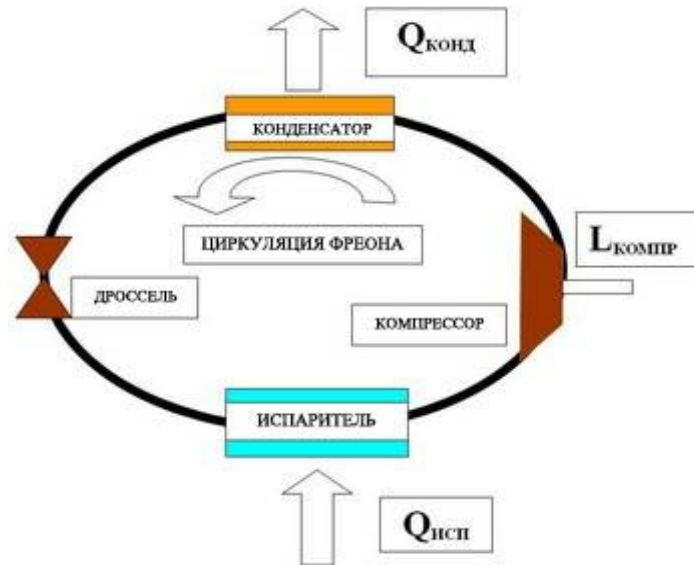 Qконд
КОНДЕНСАТОР
ЦИРКУЛЯЦИЯ ФРЕОНА
Lкомпр
ДРОССЕЛЬ
КОМПРЕССОР
ИСПАРИТЕЛЬ
Qисп